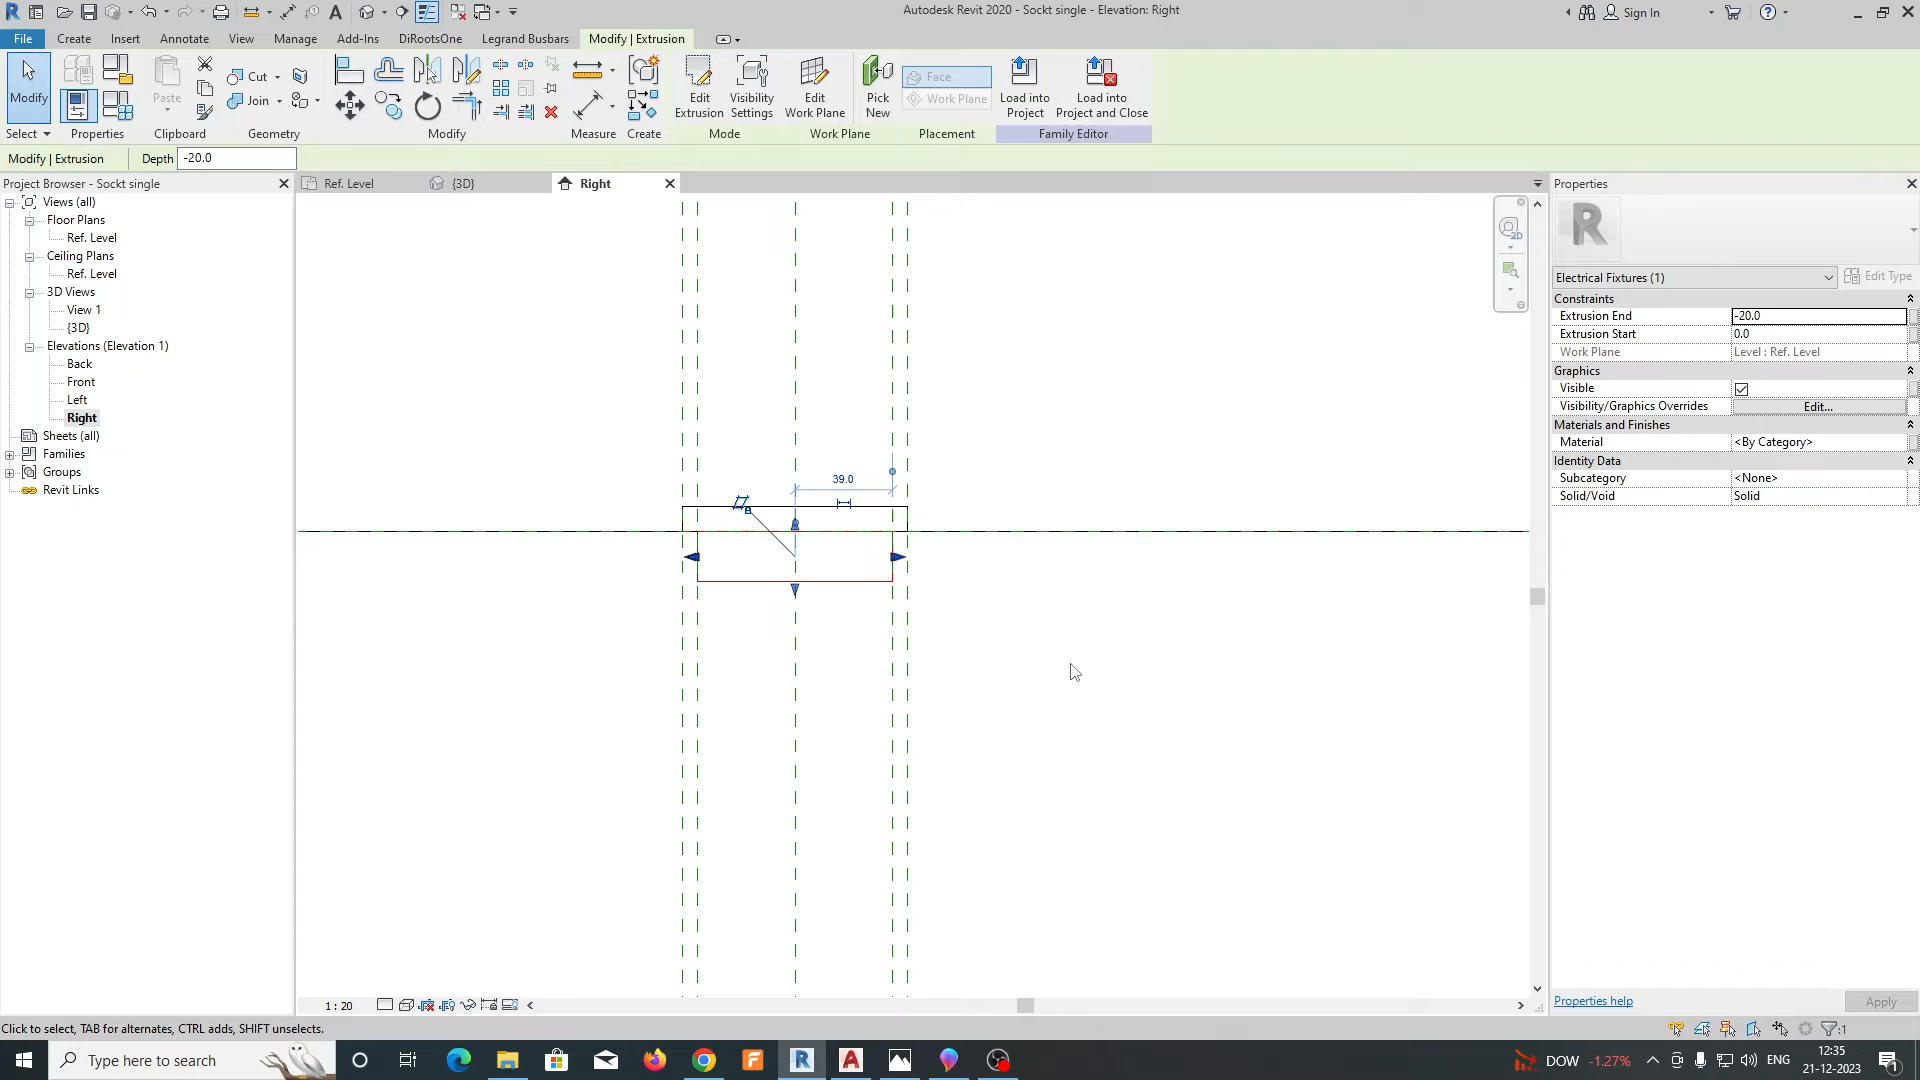 Autodesk Revit 2020 - Sockt single - Elevation: Right
Sign In
File Create Insert Annotate View Manage Add-Ins DiRootsOne Legrand Busbars Modify | Extrusion
Modify
Paste
Cut
Join
Edit Extrusion
Visibility Settings
Edit Work Plane
Pick New
Face
Work Plane
Load into Project
Load into Project and Close
Select Properties Clipboard Geometry Modify Measure Create Mode Work Plane Placement Family Editor
Modify | Extrusion Depth -20.0
Project Browser - Sockt single
Ref. Level {3D} Right
Properties
Views (all)
Floor Plans
Ref. Level
Ceiling Plans
Ref. Level
3D Views
View 1
{3D}
Elevations (Elevation 1)
Back
Front
Left
Right
Sheets (all)
Families
Groups
Revit Links
2D
39.0
Electrical Fixtures (1) Edit Type
Constraints
Extrusion End -20.0
Extrusion Start 0.0
Work Plane Level : Ref. Level
Graphics
Visible
Visibility/Graphics Overrides Edit...
Materials and Finishes
Material <By Category>
Identity Data
Subcategory <None>
Solid/Void Solid
Properties help Apply
1 : 20
Click to select, TAB for alternates, CTRL adds, SHIFT unselects.
:1
Type here to search
DOW -1.27%
ENG
12:35
21-12-2023
1